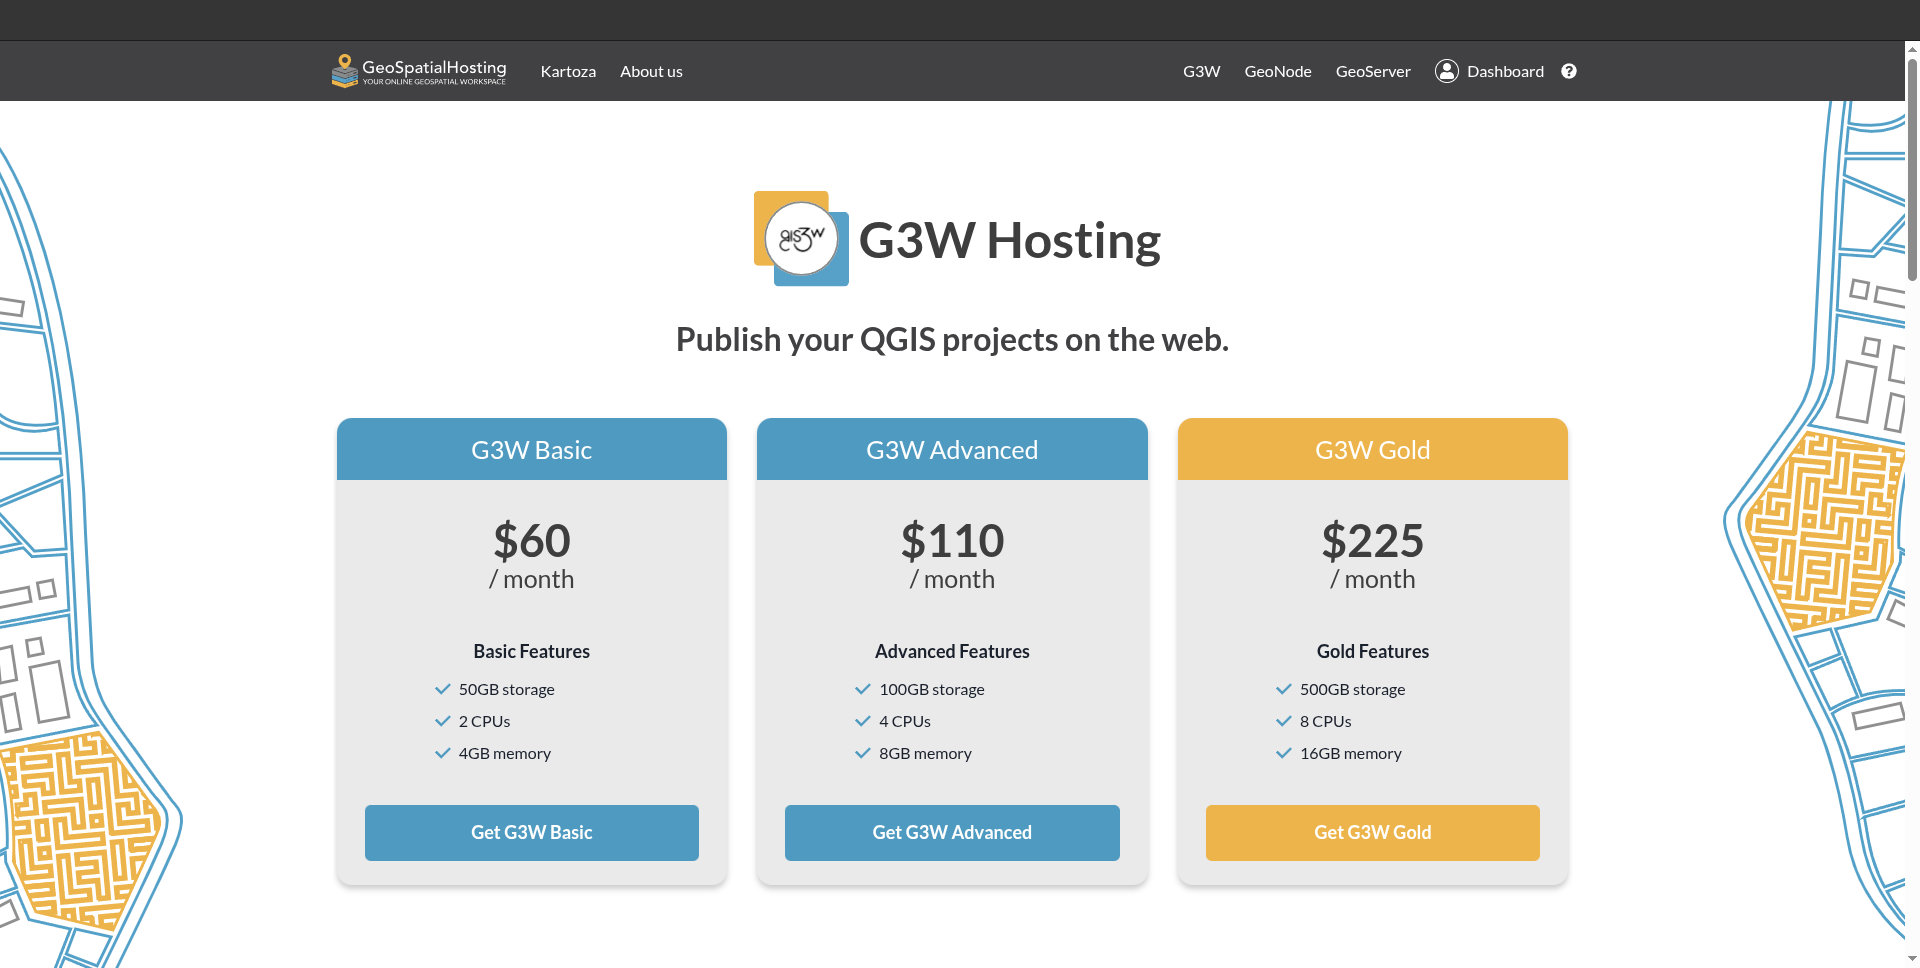 GeoSpatialHosting
YOUR ONLINE GEOSPATIAL WORKSPACE
Kartoza
About us
G3W
GeoNode
GeoServer
Dashboard
?
gis3w
G3W Hosting
Publish your QGIS projects on the web.
G3W Basic
$60
/ month
Basic Features
50GB storage
2 CPUs
4GB memory
Get G3W Basic
G3W Advanced
$110
/ month
Advanced Features
100GB storage
4 CPUs
8GB memory
Get G3W Advanced
G3W Gold
$225
/ month
Gold Features
500GB storage
8 CPUs
16GB memory
Get G3W Gold